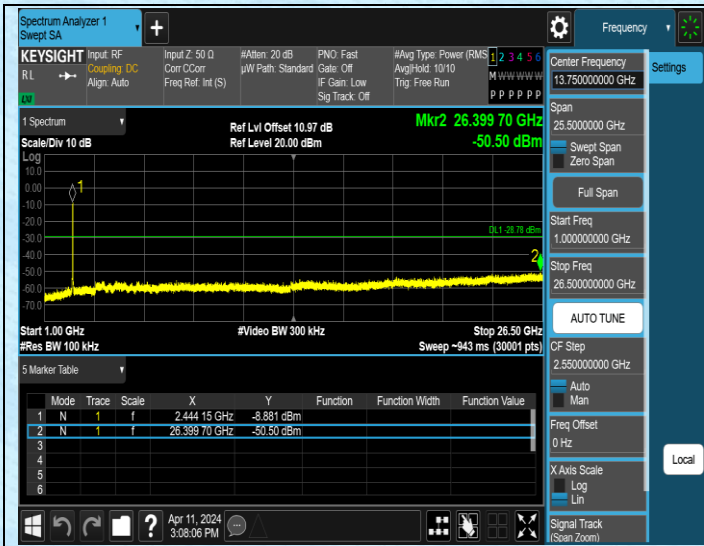 Spectrum Analyzer 1
Swept SA
+
Frequency
KEYSIGHT
RL
LXI
Input: RF
Coupling: DC
Align: Auto
Input Z: 50 Ω
Corr CCorr
Freq Ref: Int (S)
#Atten: 20 dB
µW Path: Standard
PNO: Fast
Gate: Off
IF Gain: Low
Sig Track: Off
#Avg Type: Power (RMS
Avg|Hold: 10/10
Trig: Free Run
1 2 3 4 5 6
M W W W W W
P P P P P P
Settings
Center Frequency
13.750000000 GHz
Span
25.5000000 GHz
Swept Span
Zero Span
Full Span
Start Freq
1.000000000 GHz
Stop Freq
26.500000000 GHz
AUTO TUNE
CF Step
2.550000000 GHz
Auto
Man
Freq Offset
0 Hz
X Axis Scale
Log
Lin
Signal Track
(Span Zoom)
Local
1 Spectrum
Scale/Div 10 dB
Ref Lvl Offset 10.97 dB
Ref Level 20.00 dBm
Mkr2 26.399 70 GHz
-50.50 dBm
Log
10.0
0.00
-10.0
-20.0
-30.0
-40.0
-50.0
-60.0
-70.0
1
DL1 -28.78 dBm
2
Start 1.00 GHz
#Res BW 100 kHz
#Video BW 300 kHz
Stop 26.50 GHz
Sweep ~943 ms (30001 pts)
5 Marker Table
Mode Trace Scale X Y Function Function Width Function Value
1 N 1 f 2.444 15 GHz -8.881 dBm
2 N 1 f 26.399 70 GHz -50.50 dBm
3
4
5
6
?
Apr 11, 2024
3:08:06 PM